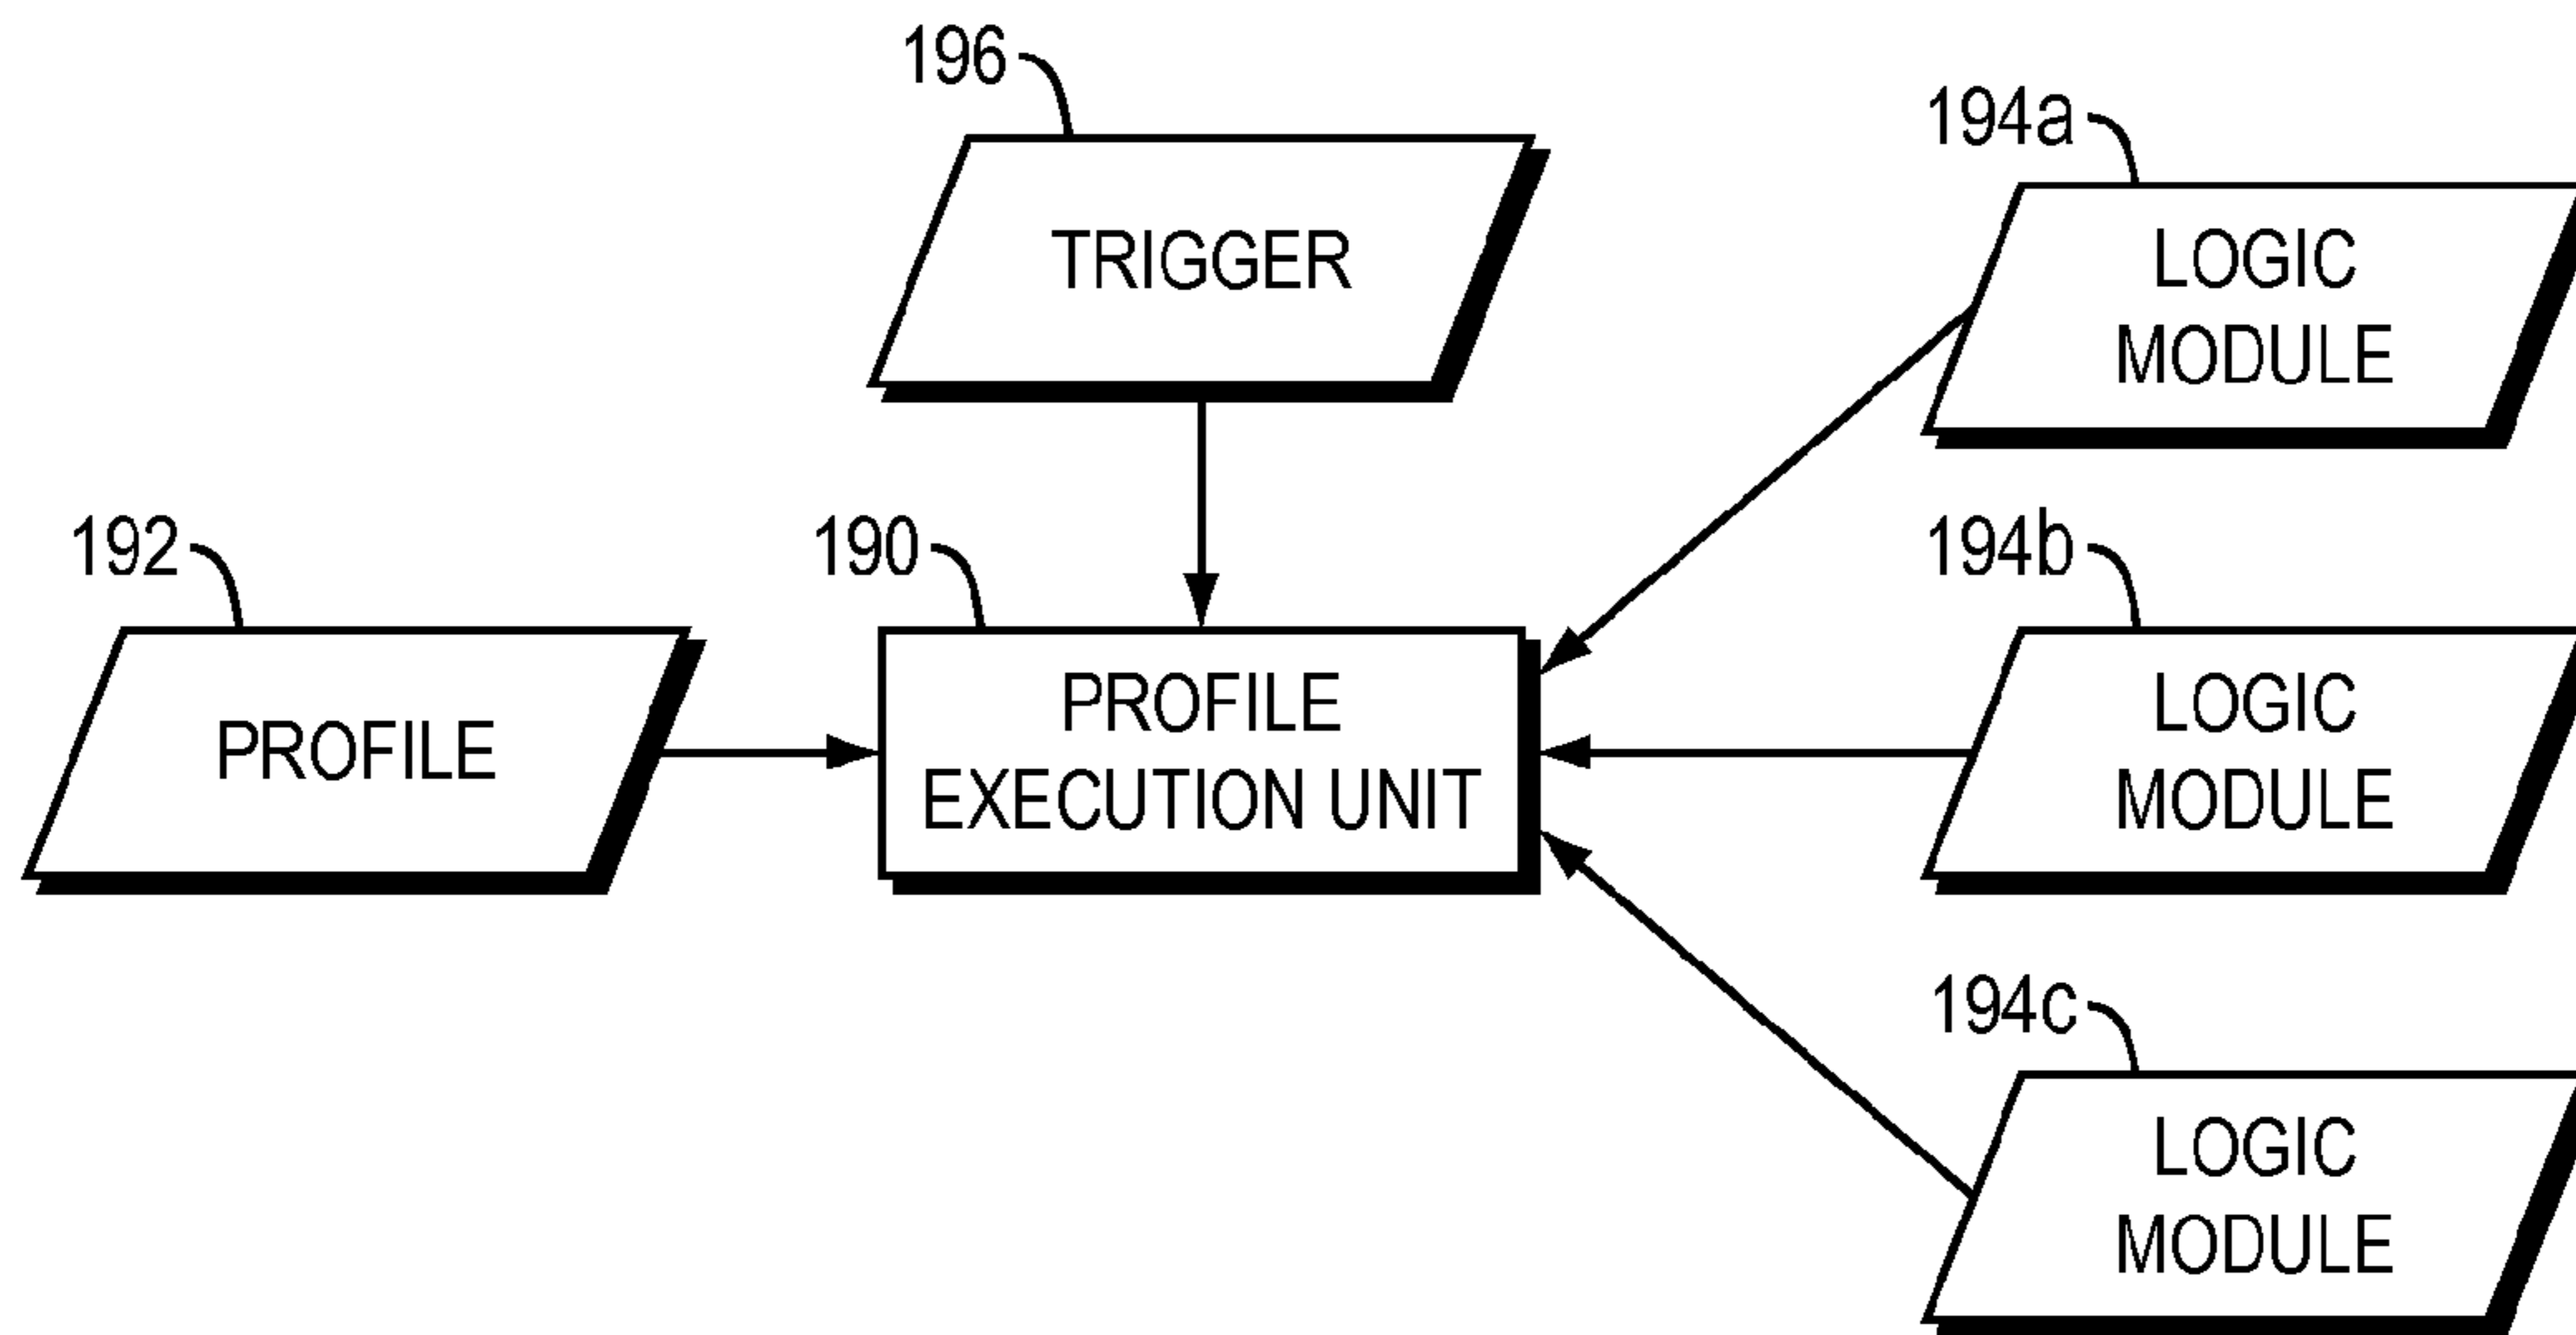 196
TRIGGER
194a
LOGIC
MODULE
192
PROFILE
190
PROFILE
EXECUTION UNIT
194b
LOGIC
MODULE
194c
LOGIC
MODULE